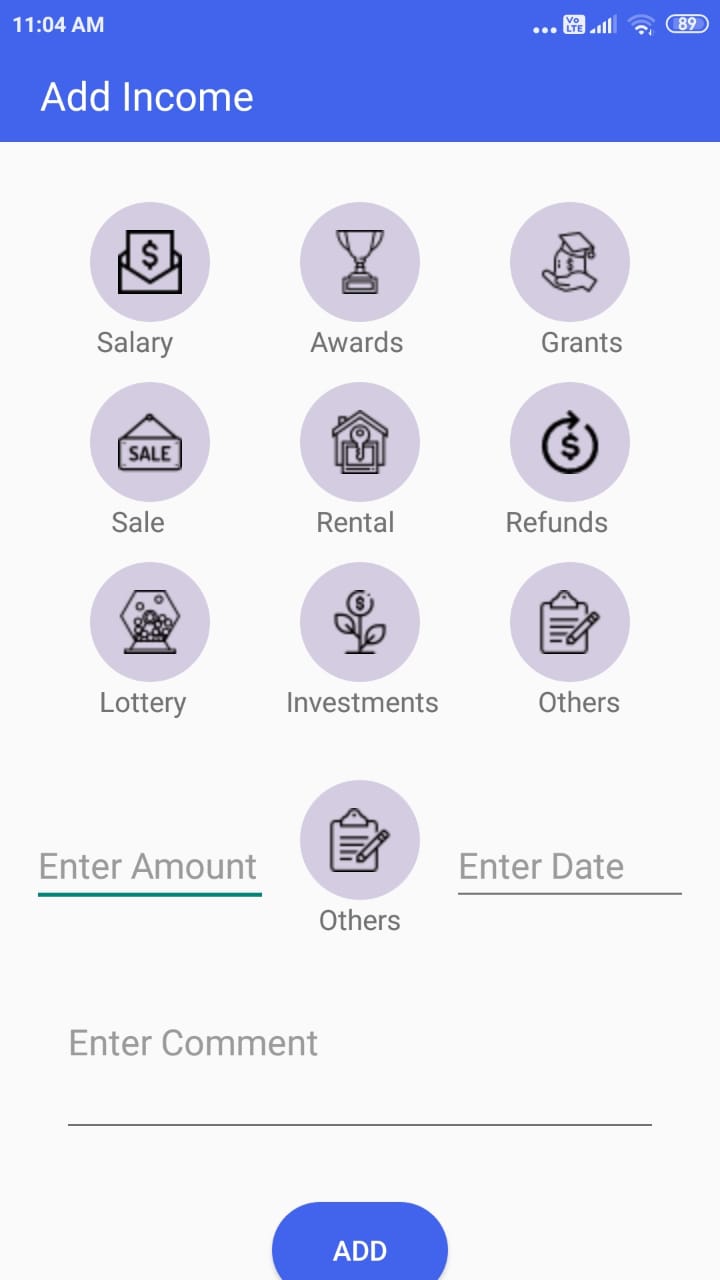 11:04 AM Vo LTE 89
Add Income
$
Salary Awards Grants
SALE $
Sale Rental Refunds
$
Lottery Investments Others
Enter Amount Enter Date
Others
Enter Comment
ADD